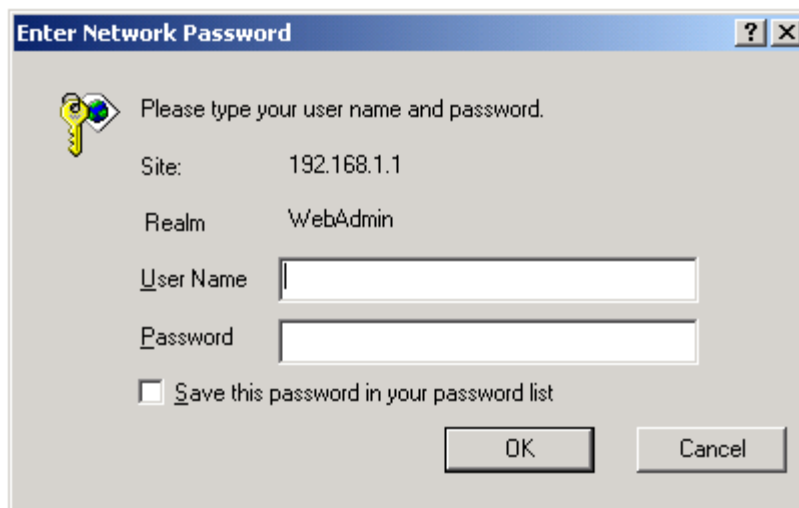 Enter Network Password
Please type your user name and password.
Site: 192.168.1.1
Realm WebAdmin
User Name
Password
Save this password in your password list
OK Cancel